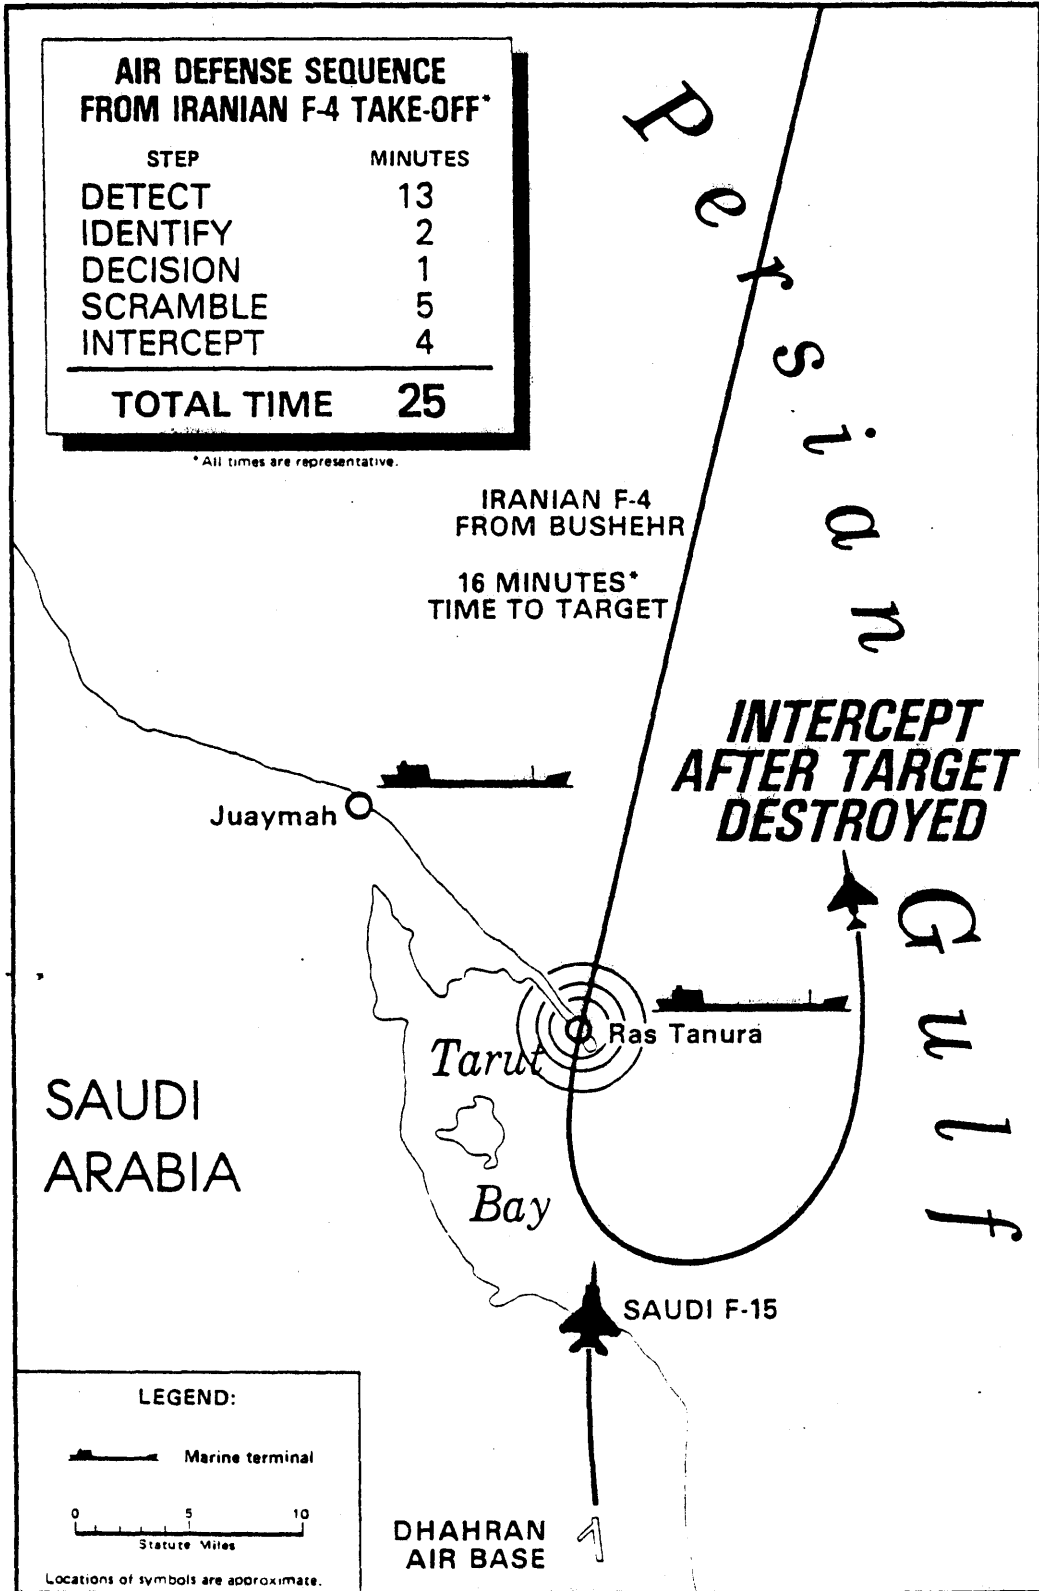 AIR DEFENSE SEQUENCE
FROM IRANIAN F-4 TAKE-OFF*
STEP MINUTES
DETECT 13
IDENTIFY 2
DECISION 1
SCRAMBLE 5
INTERCEPT 4
TOTAL TIME 25
*All times are representative.
Persian
IRANIAN F-4
FROM BUSHEHR
16 MINUTES*
TIME TO TARGET
INTERCEPT
AFTER TARGET
DESTROYED
Juaymah
Gulf
Ras Tanura
Tarut
Bay
SAUDI
ARABIA
SAUDI F-15
LEGEND:
Marine terminal
0 5 10
Statute Miles
Locations of symbols are approximate.
DHAHRAN
AIR BASE